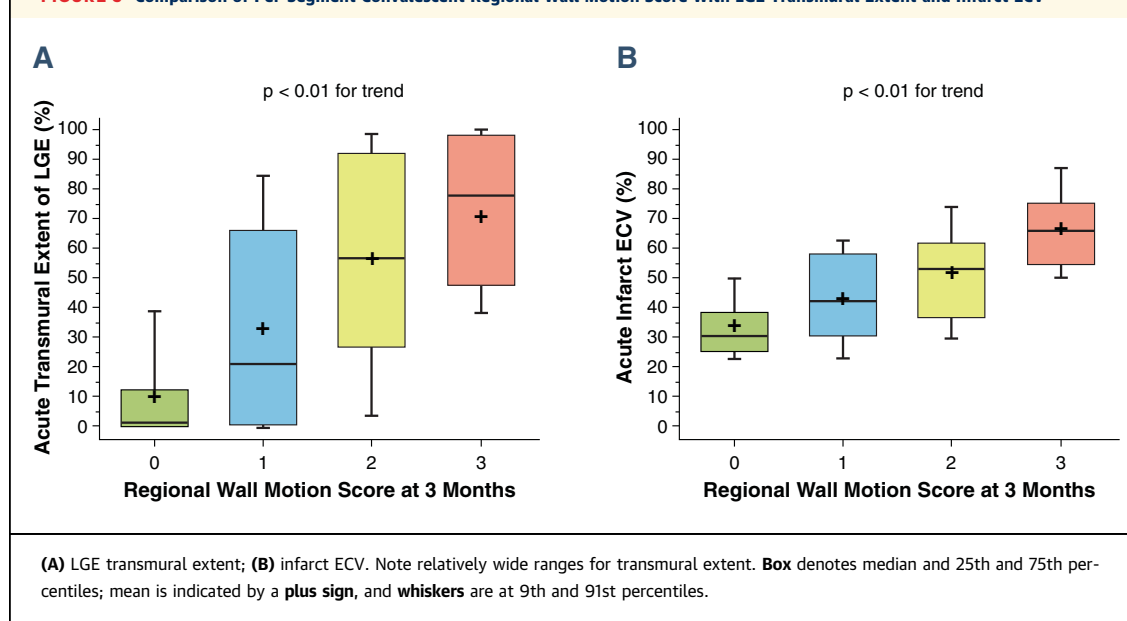 A
B
p < 0.01 for trend
p < 0.01 for trend
Acute Transmural Extent of LGE (%)
100
90
80
70
60
50
40
30
20
10
0
0 1 2 3
Regional Wall Motion Score at 3 Months
Acute Infarct ECV (%)
100
90
80
70
60
50
40
30
20
10
0
0 1 2 3
Regional Wall Motion Score at 3 Months
(A) LGE transmural extent; (B) infarct ECV. Note relatively wide ranges for transmural extent. Box denotes median and 25th and 75th per-
centiles; mean is indicated by a plus sign, and whiskers are at 9th and 91st percentiles.